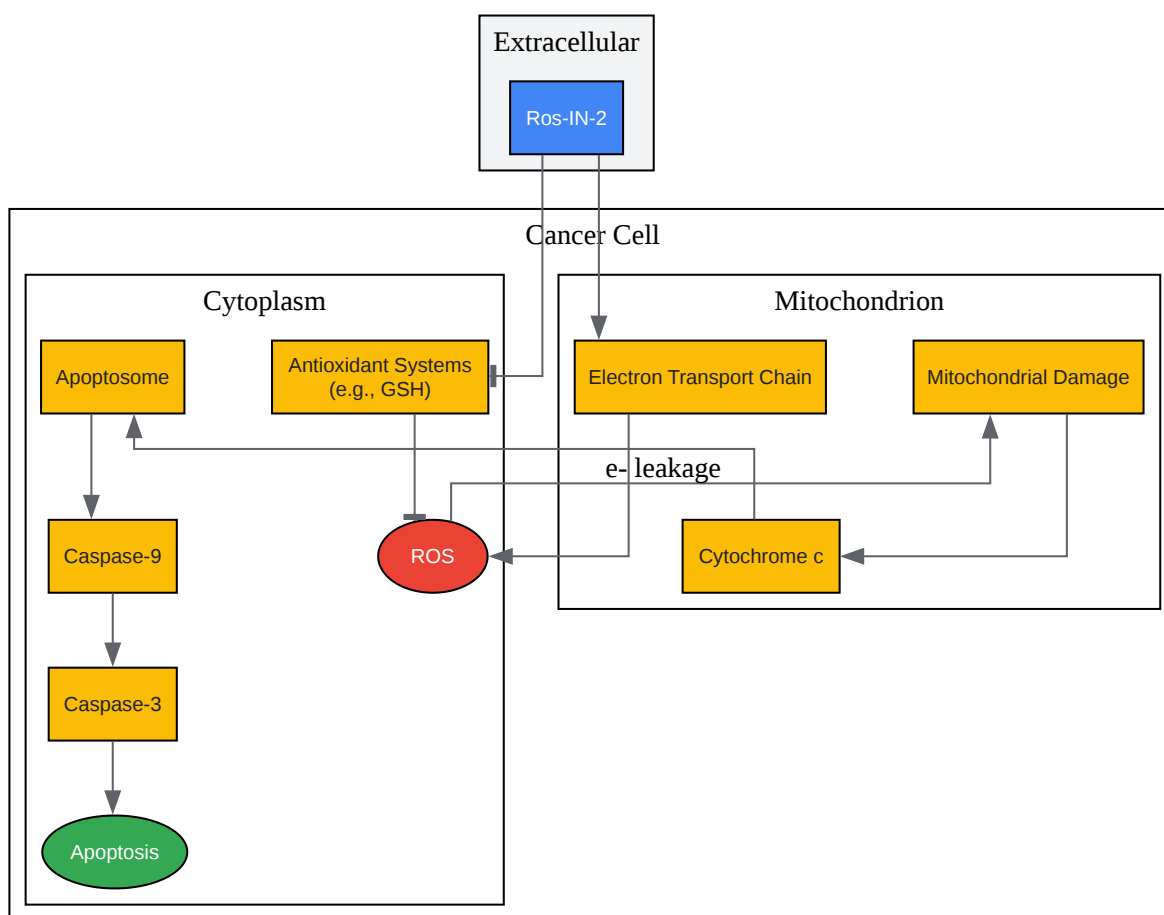 Extracellular
Ros-IN-2
Cancer Cell
Cytoplasm
Mitochondrion
Apoptosome
Antioxidant Systems
(e.g., GSH)
Electron Transport Chain
Mitochondrial Damage
e- leakage
Caspase-9
ROS
Cytochrome c
Caspase-3
Apoptosis